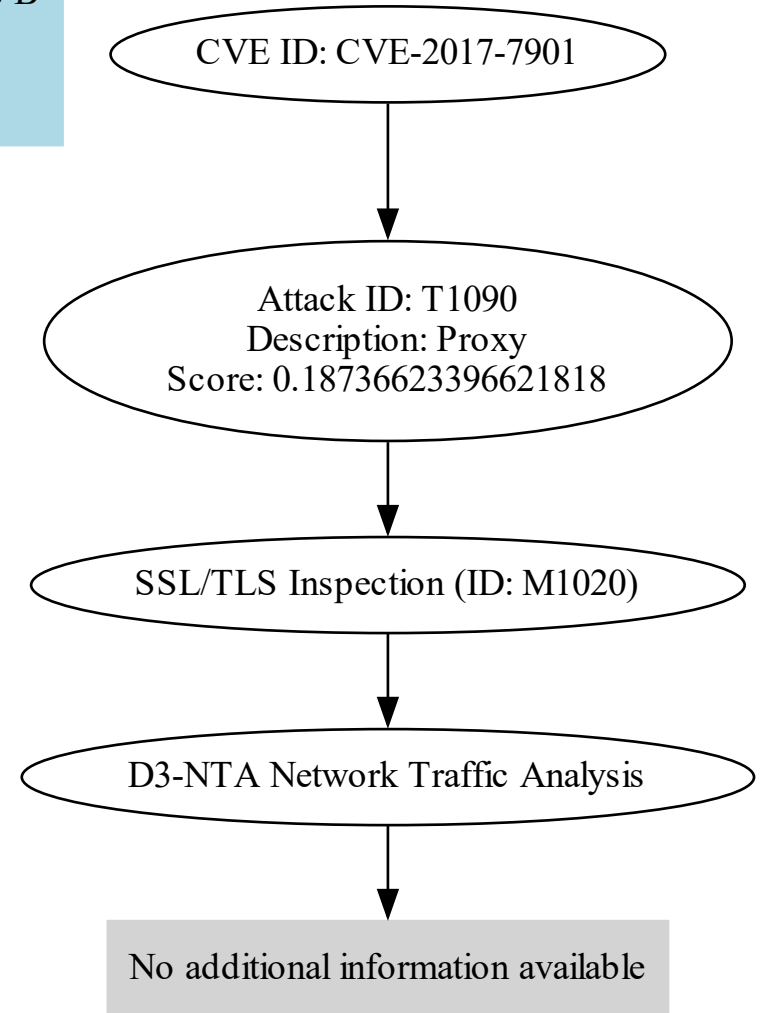 CVE ID: CVE-2017-7901
Attack ID: T1090
Description: Proxy
Score: 0.18736623396621818
SSL/TLS Inspection (ID: M1020)
D3-NTA Network Traffic Analysis
No additional information available